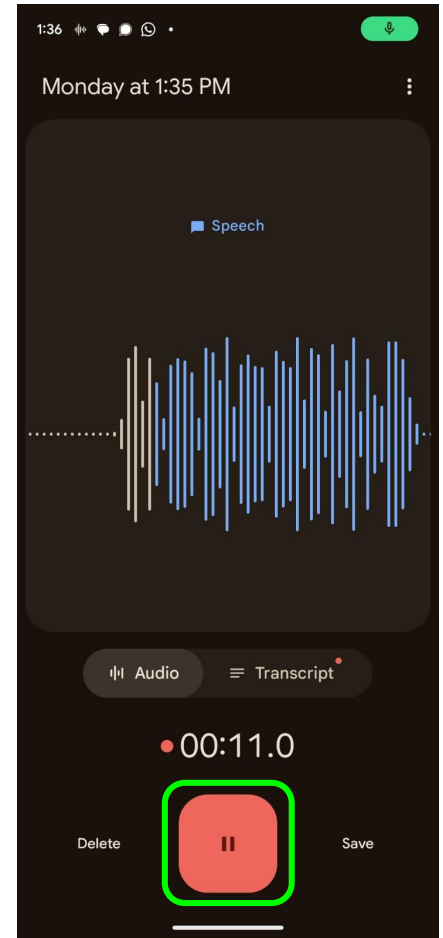 1:36
Monday at 1:35 PM
Speech
Audio
Transcript
00:11.0
Delete
Save